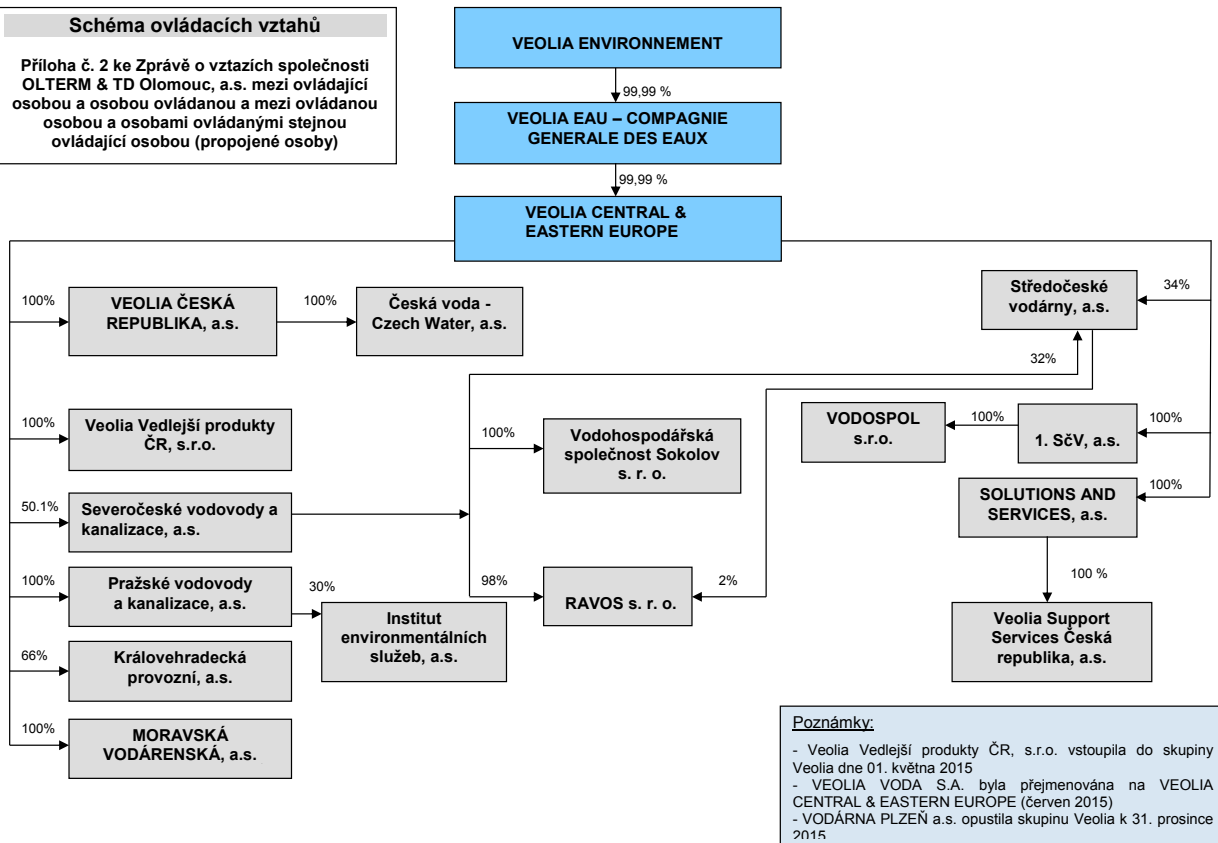 Schéma ovládacích vztahů
Příloha č. 2 ke Zprávě o vztazích společnosti
OLTERM & TD Olomouc, a.s. mezi ovládající
osobou a osobou ovládanou a mezi ovládanou
osobou a osobami ovládanými stejnou
ovládající osobou (propojené osoby)
VEOLIA ENVIRONNEMENT
99,99 %
VEOLIA EAU – COMPAGNIE
GENERALE DES EAUX
99,99 %
VEOLIA CENTRAL &
EASTERN EUROPE
100%
VEOLIA ČESKÁ
REPUBLIKA, a.s.
100%
Česká voda -
Czech Water, a.s.
Středočeské
vodárny, a.s.
34%
32%
100%
Veolia Vedlejší produkty
ČR, s.r.o.
100%
Vodohospodářská
společnost Sokolov
s. r. o.
VODOSPOL
s.r.o.
100%
1. SčV, a.s.
100%
50.1%
Severočeské vodovody a
kanalizace, a.s.
SOLUTIONS AND
SERVICES, a.s.
100%
100%
Pražské vodovody
a kanalizace, a.s.
30%
Institut
environmentálních
služeb, a.s.
98%
RAVOS s. r. o.
2%
100 %
Veolia Support
Services Česká
republika, a.s.
66%
Královehradecká
provozní, a.s.
100%
MORAVSKÁ
VODÁRENSKÁ, a.s.
Poznámky:
- Veolia Vedlejší produkty ČR, s.r.o. vstoupila do skupiny
Veolia dne 01. května 2015
- VEOLIA VODA S.A. byla přejmenována na VEOLIA
CENTRAL & EASTERN EUROPE (červen 2015)
- VODÁRNA PLZEŇ a.s. opustila skupinu Veolia k 31. prosince
2015